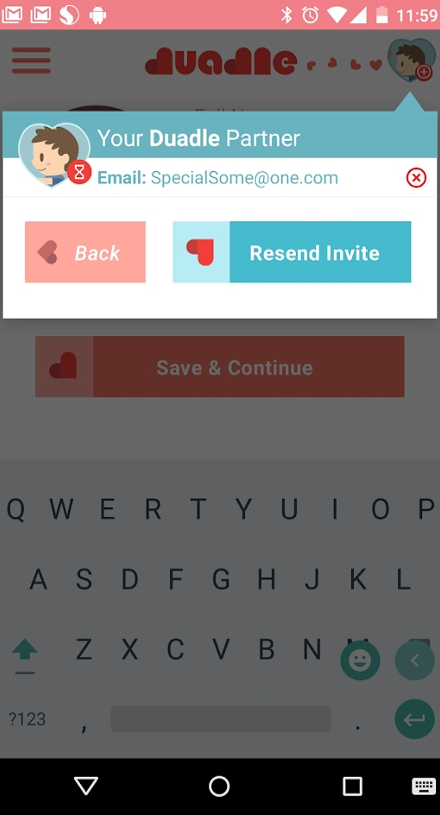 11:59
duadle
Your Duadle Partner
Email: SpecialSome@one.com
Back
Resend Invite
Save & Continue
Q W E R T Y U I O P
A S D F G H J K L
Z X C V B N M
?123 , .